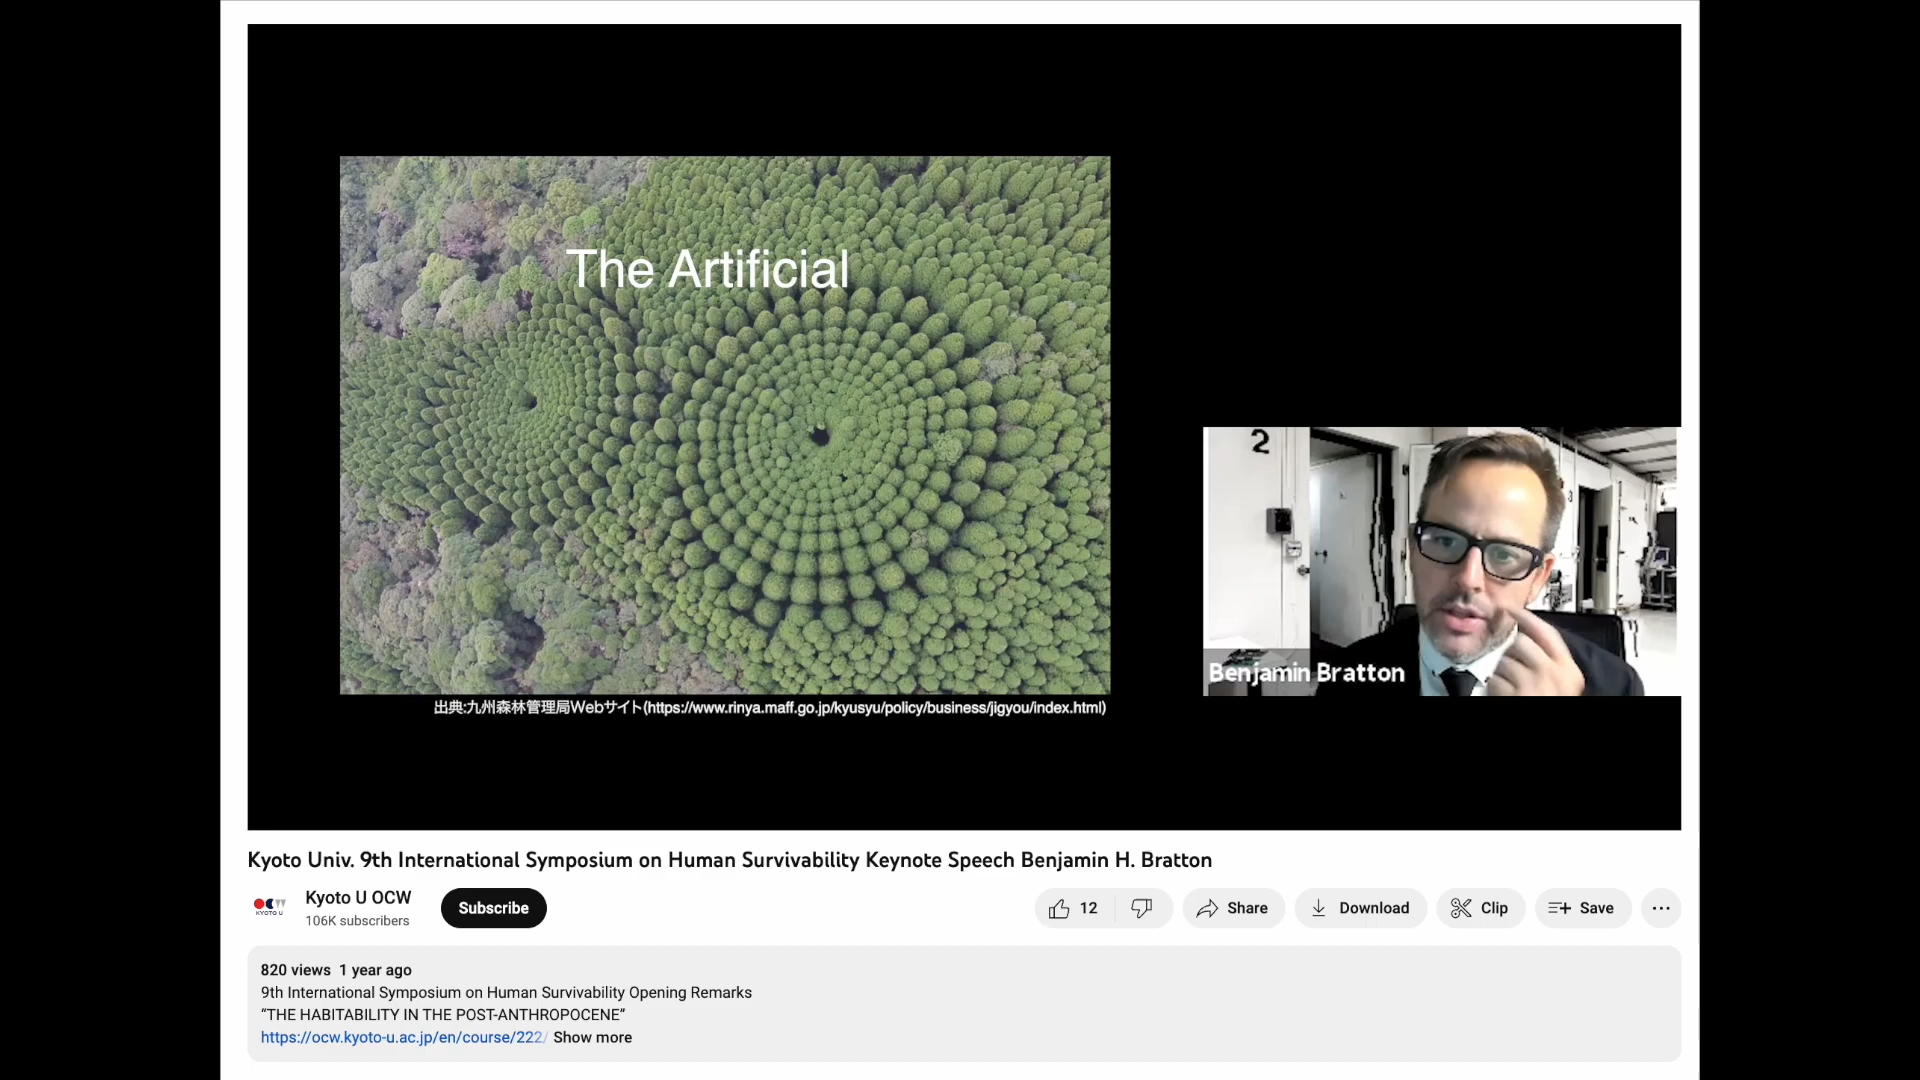 The Artificial
出典:九州森林管理局Webサイト(https://www.rinya.maff.go.jp/kyusyu/policy/business/jigyou/index.html)
2
Benjamin Bratton
Kyoto Univ. 9th International Symposium on Human Survivability Keynote Speech Benjamin H. Bratton
KYOTO U
Kyoto U OCW
106K subscribers
Subscribe
12
Share
Download
Clip
Save
820 views 1 year ago
9th International Symposium on Human Survivability Opening Remarks
“THE HABITABILITY IN THE POST-ANTHROPOCENE”
https://ocw.kyoto-u.ac.jp/en/course/222/ Show more